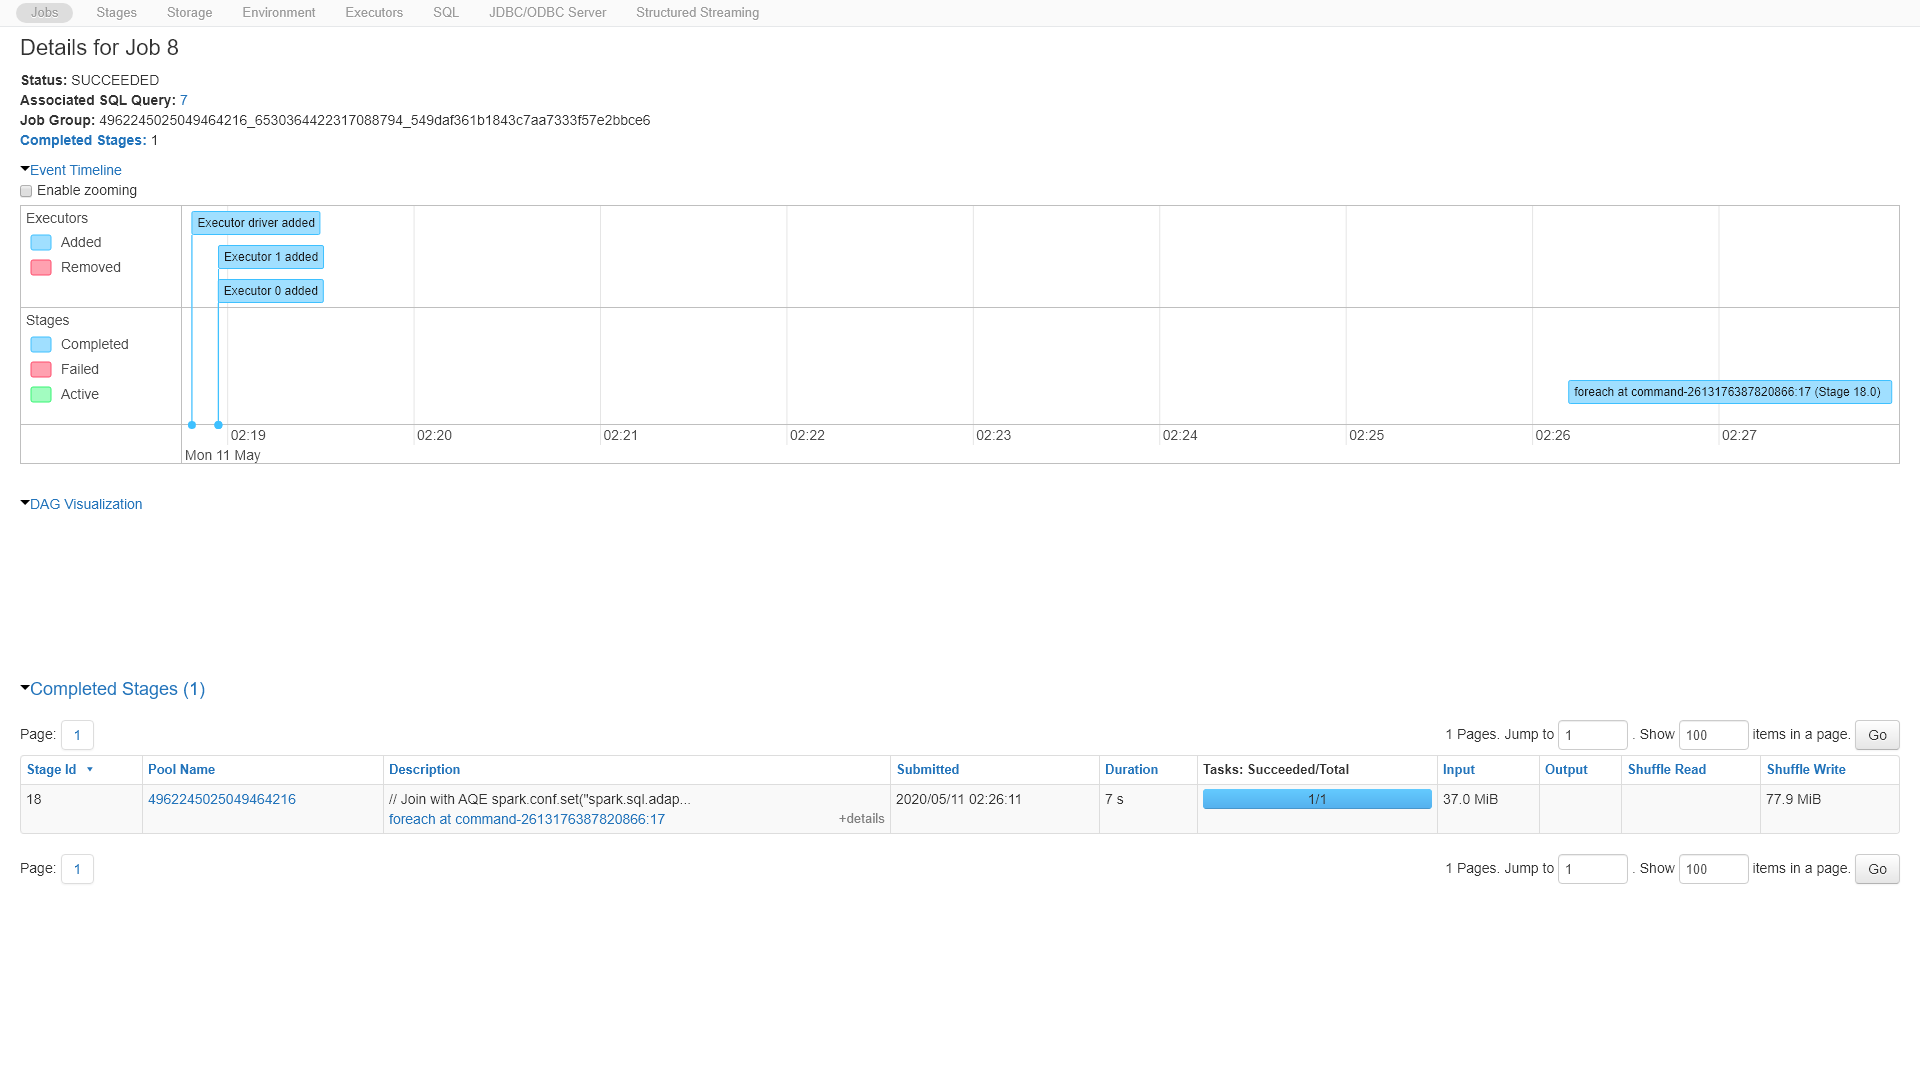 Jobs Stages Storage Environment Executors SQL JDBC/ODBC Server Structured Streaming
Details for Job 8
Status: SUCCEEDED
Associated SQL Query: 7
Job Group: 4962245025049464216_6530364422317088794_549daf361b1843c7aa7333f57e2bbce6
Completed Stages: 1
Event Timeline
Enable zooming
Executors
Added
Removed
Executor driver added
Executor 1 added
Executor 0 added
Stages
Completed
Failed
Active
foreach at command-2613176387820866:17 (Stage 18.0)
02:19 02:20 02:21 02:22 02:23 02:24 02:25 02:26 02:27
Mon 11 May
DAG Visualization
Completed Stages (1)
Page: 1 1 Pages. Jump to 1 . Show 100 items in a page. Go
Stage Id Pool Name Description Submitted Duration Tasks: Succeeded/Total Input Output Shuffle Read Shuffle Write
18 4962245025049464216 // Join with AQE spark.conf.set("spark.sql.adap... 2020/05/11 02:26:11 7 s 1/1 37.0 MiB 77.9 MiB
foreach at command-2613176387820866:17 +details
Page: 1 1 Pages. Jump to 1 . Show 100 items in a page. Go